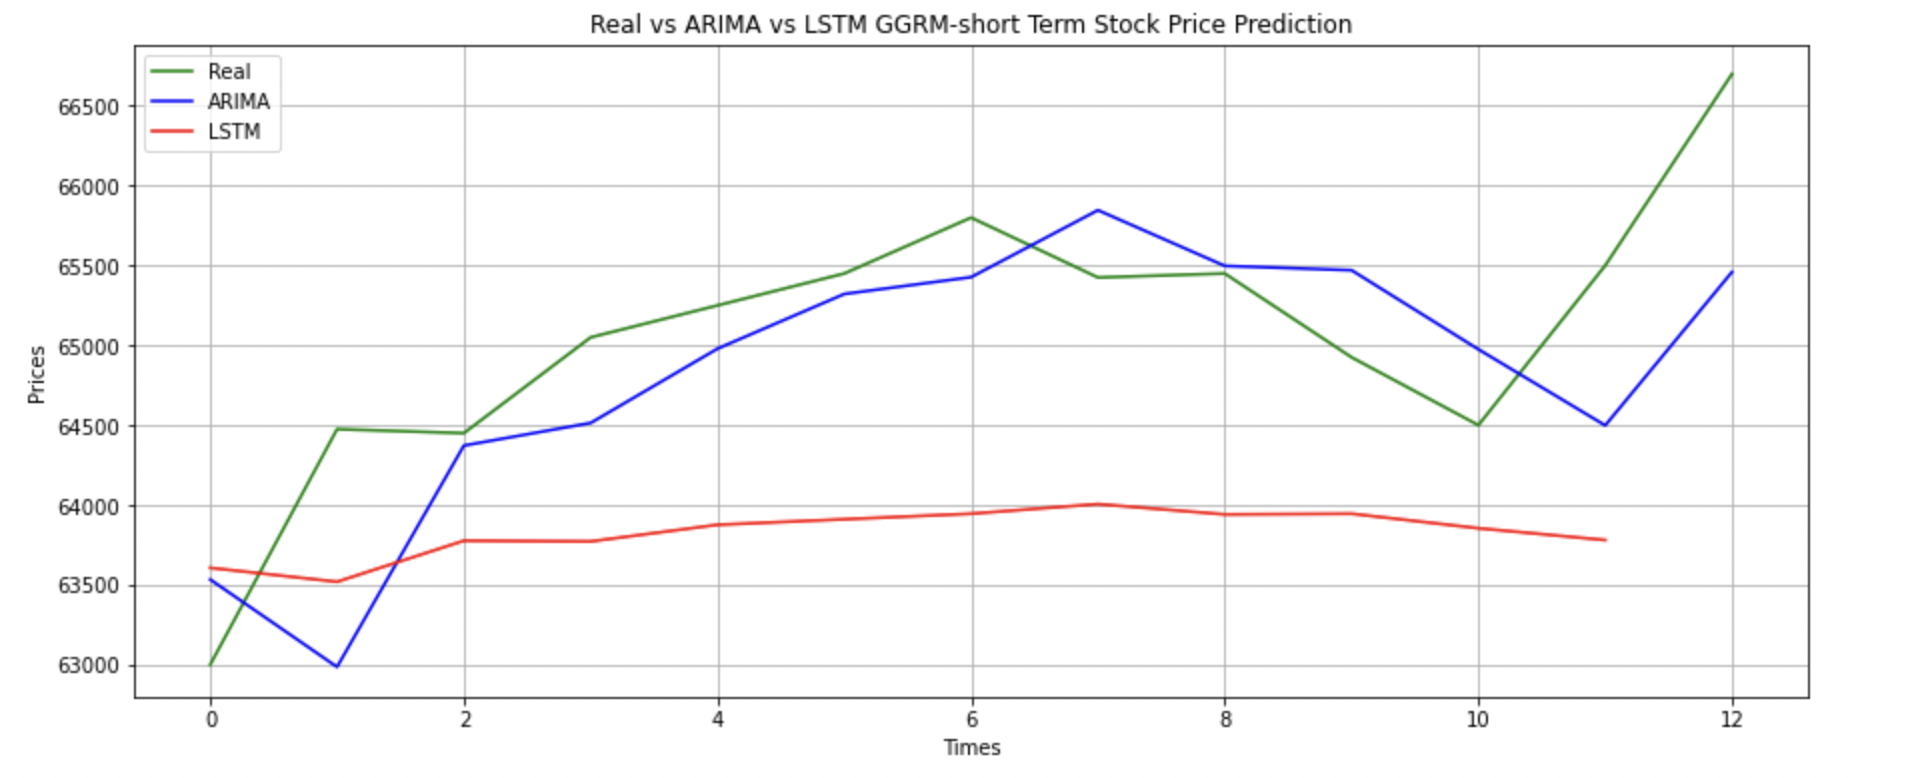 Real vs ARIMA vs LSTM GGRM-short Term Stock Price Prediction
Real
ARIMA
LSTM
66500
66000
65500
65000
64500
64000
63500
63000
Prices
0 2 4 6 8 10 12
Times